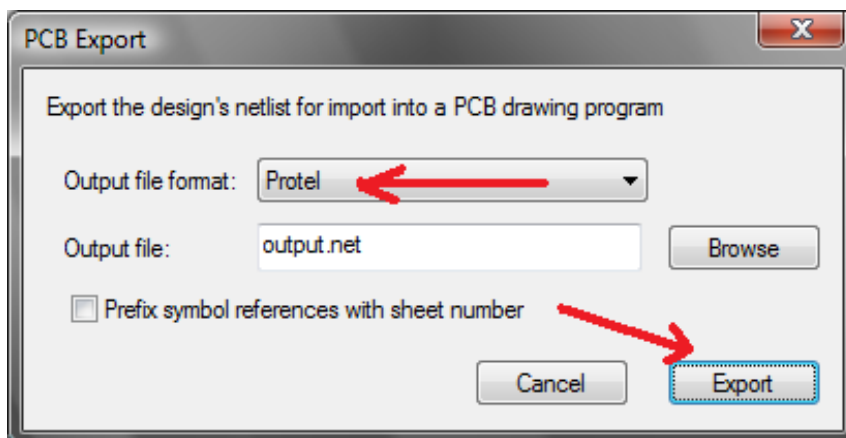 PCB Export
Export the design's netlist for import into a PCB drawing program
Output file format: Protel
Output file: output.net Browse
Prefix symbol references with sheet number
Cancel Export